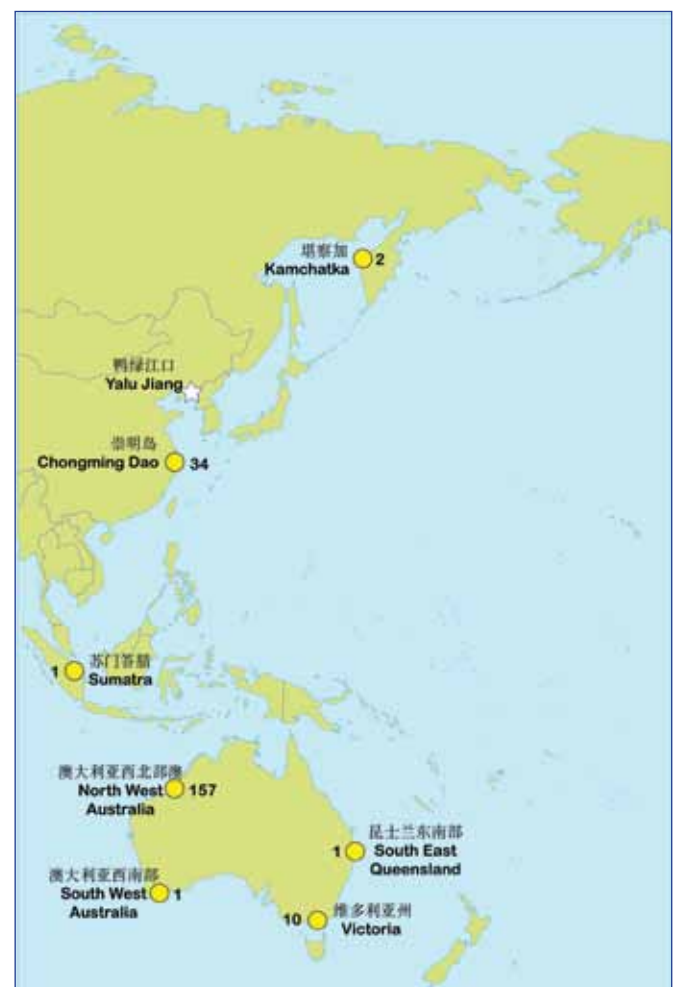 堪察加
Kamchatka
2
鸭绿江口
Yalu Jiang
崇明岛
Chongming Dao
34
苏门答腊
1
Sumatra
澳大利亚西北部澳
North West
157
Australia
昆士兰东南部
1
South East
Queensland
澳大利亚西南部
South West
1
Australia
维多利亚州
10
Victoria